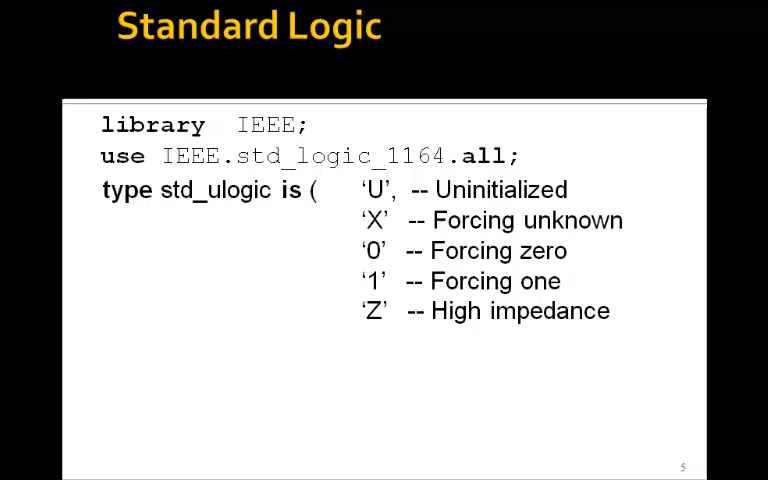 Standard Logic
library IEEE;
use IEEE.std_logic_1164.all;
type std_ulogic is ( ‘U’, -- Uninitialized
‘X’ -- Forcing unknown
‘0’ -- Forcing zero
‘1’ -- Forcing one
‘Z’ -- High impedance
5